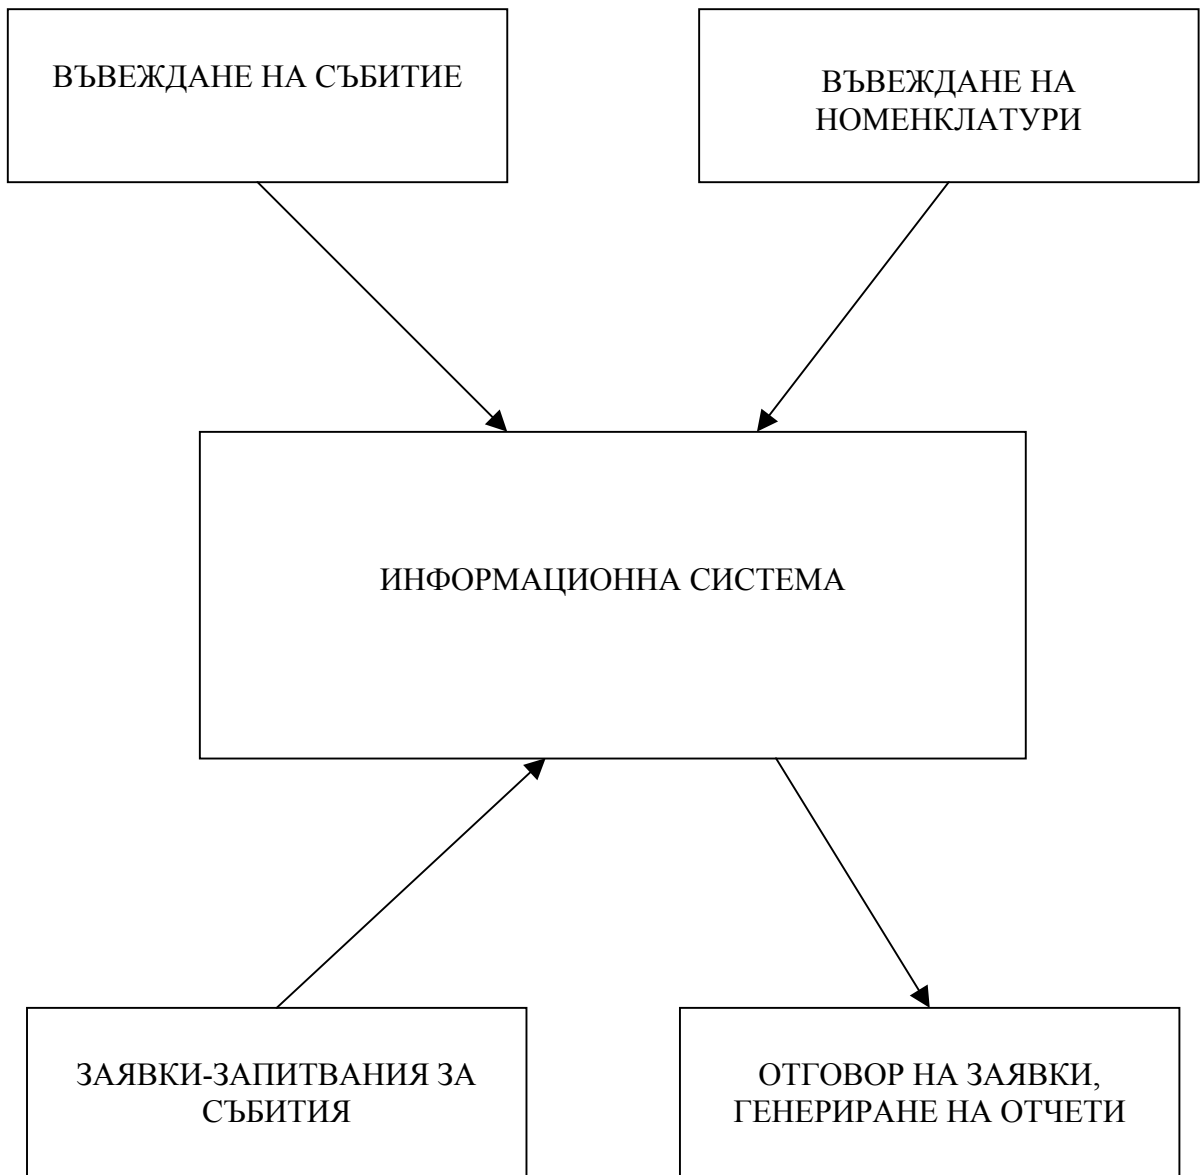 ВЪВЕЖДАНЕ НА СЪБИТИЕ
ВЪВЕЖДАНЕ НА
НОМЕНКЛАТУРИ
ИНФОРМАЦИОННА СИСТЕМА
ЗАЯВКИ-ЗАПИТВАНИЯ ЗА
СЪБИТИЯ
ОТГОВОР НА ЗАЯВКИ,
ГЕНЕРИРАНЕ НА ОТЧЕТИ